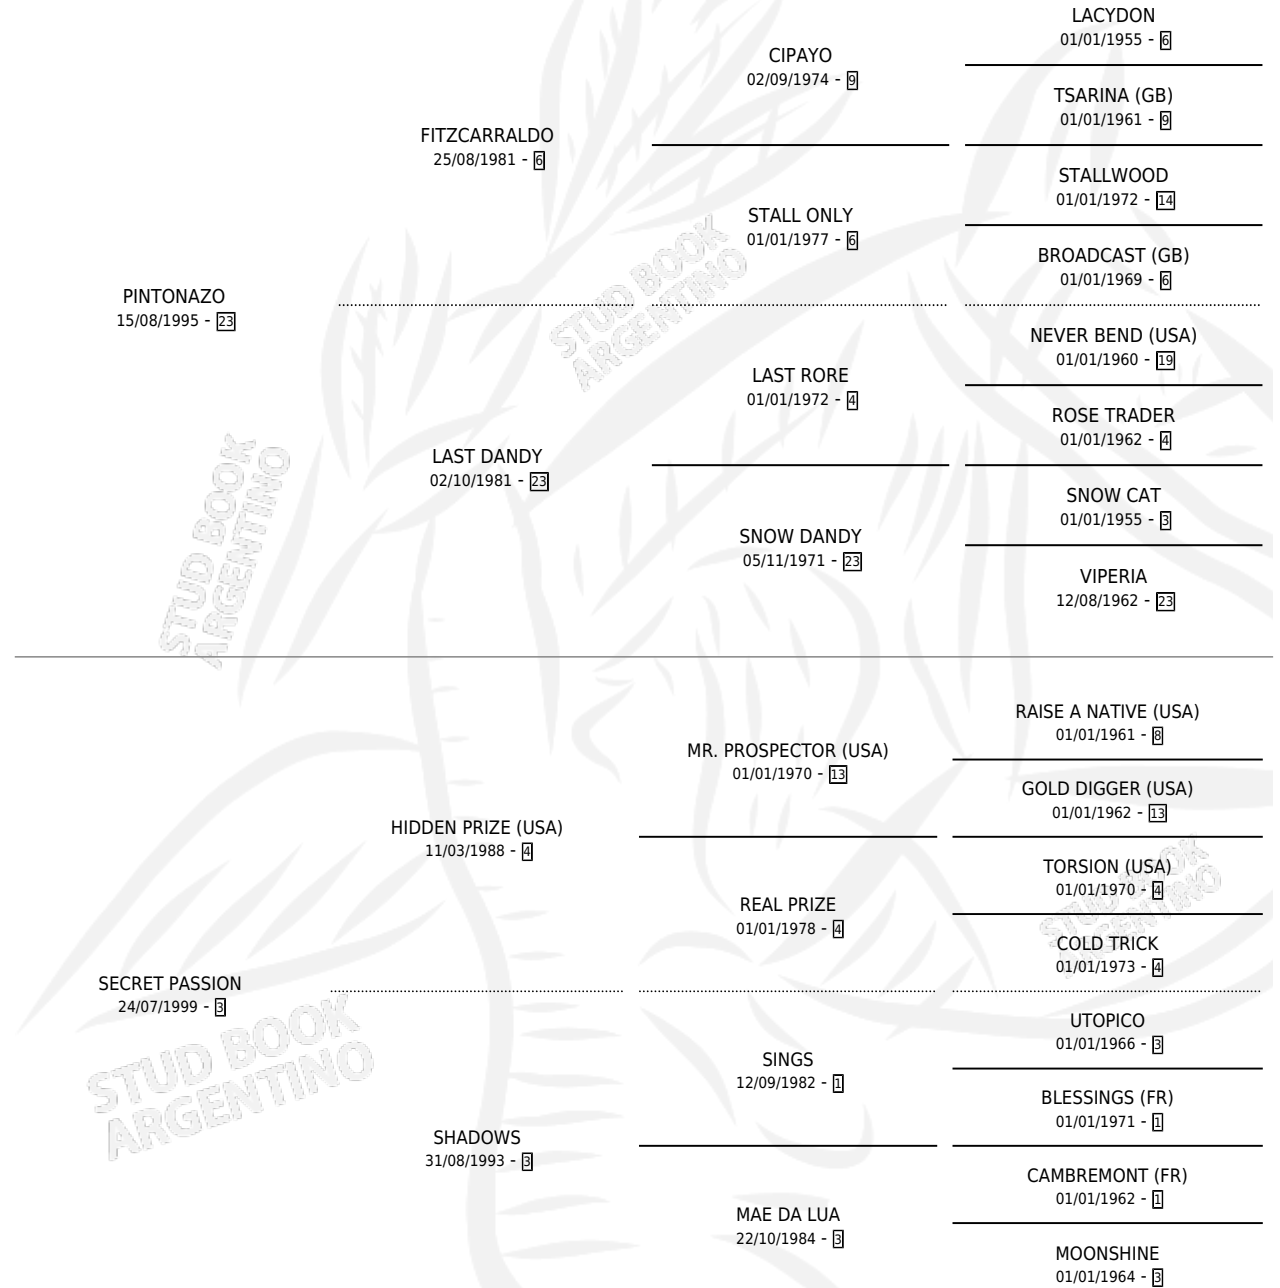 LACYDON
01/01/1955 - 6
CIPAYO
02/09/1974 - 9
TSARINA (GB)
01/01/1961 - 9
FITZCARRALDO
25/08/1981 - 6
STALLWOOD
01/01/1972 - 14
STALL ONLY
01/01/1977 - 6
BROADCAST (GB)
01/01/1969 - 6
PINTONAZO
15/08/1995 - 23
STUD BOOK
ARGENTINO
NEVER BEND (USA)
01/01/1960 - 19
LAST RORE
01/01/1972 - 4
ROSE TRADER
01/01/1962 - 4
LAST DANDY
02/10/1981 - 23
SNOW CAT
01/01/1955 - 3
SNOW DANDY
05/11/1971 - 23
VIPERIA
12/08/1962 - 23
STUD BOOK
ARGENTINO
RAISE A NATIVE (USA)
01/01/1961 - 8
MR. PROSPECTOR (USA)
01/01/1970 - 13
GOLD DIGGER (USA)
01/01/1962 - 13
HIDDEN PRIZE (USA)
11/03/1988 - 4
TORSION (USA)
01/01/1970 - 4
REAL PRIZE
01/01/1978 - 4
COLD TRICK
01/01/1973 - 4
STUD BOOK
ARGENTINO
SECRET PASSION
24/07/1999 - 3
UTOPICO
01/01/1966 - 3
SINGS
12/09/1982 - 1
BLESSINGS (FR)
01/01/1971 - 1
STUD BOOK
ARGENTINO
SHADOWS
31/08/1993 - 3
CAMBREMONT (FR)
01/01/1962 - 1
MAE DA LUA
22/10/1984 - 3
MOONSHINE
01/01/1964 - 3